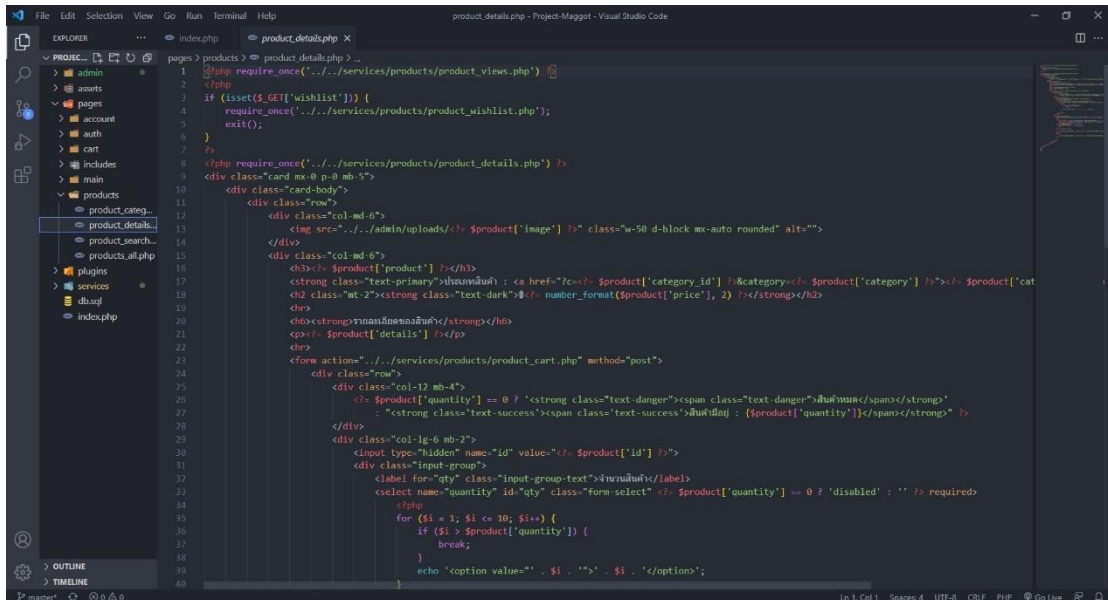 File Edit Selection View Go Run Terminal Help
product_details.php - Project-Maggot - Visual Studio Code
EXPLORER
index.php
product_details.php
PROJEC...
admin
assets
pages
account
auth
cart
includes
main
products
product_categ...
product_details...
product_search...
products_all.php
plugins
services
db.sql
index.php
OUTLINE
TIMELINE
pages > products > product_details.php > ...
1 <?php require_once('../../services/products/product_views.php') ?>
2 <?php
3 if (isset($_GET['wishlist'])) {
4 require_once('../../services/products/product_wishlist.php');
5 exit();
6 }
7 ?>
8 <?php require_once('../../services/products/product_details.php') ?>
9 <div class="card mx-0 p-0 mb-5">
10 <div class="card-body">
11 <div class="row">
12 <div class="col-md-6">
13 <img src="../../admin/uploads/<?= $product['image'] ?>" class="w-50 d-block mx-auto rounded" alt="">
14 </div>
15 <div class="col-md-6">
16 <h3><?= $product['product'] ?></h3>
17 <strong class="text-primary">ประเภทสินค้า : <a href="?c=<?= $product['category_id'] ?>&category=<?= $product['category'] ?>"><?= $product['cat
18 <h2 class="mt-2"><strong class="text-dark">฿<?= number_format($product['price'], 2) ?></strong></h2>
19 <hr>
20 <h6><strong>รายละเอียดของสินค้า</strong></h6>
21 <p><?= $product['details'] ?></p>
22 <hr>
23 <form action="../../services/products/product_cart.php" method="post">
24 <div class="row">
25 <div class="col-12 mb-4">
26 <?= $product['quantity'] == 0 ? '<strong class="text-danger"><span class="text-danger">สินค้าหมด</span></strong>'
27 : "<strong class='text-success'><span class='text-success'>สินค้ามีอยู่ : {$product['quantity']}</span></strong>" ?>
28 </div>
29 <div class="col-lg-6 mb-2">
30 <input type="hidden" name="id" value="<?= $product['id'] ?>">
31 <div class="input-group">
32 <label for="qty" class="input-group-text">จำนวนสินค้า</label>
33 <select name="quantity" id="qty" class="form-select" <?= $product['quantity'] == 0 ? 'disabled' : '' ?> required>
34 <?php
35 for ($i = 1; $i <= 10; $i++) {
36 if ($i > $product['quantity']) {
37 break;
38 }
39 echo '<option value="' . $i . '">' . $i . '</option>';
40 }
master* 0 0 Ln 1, Col 1 Spaces: 4 UTF-8 CRLF PHP Go Live